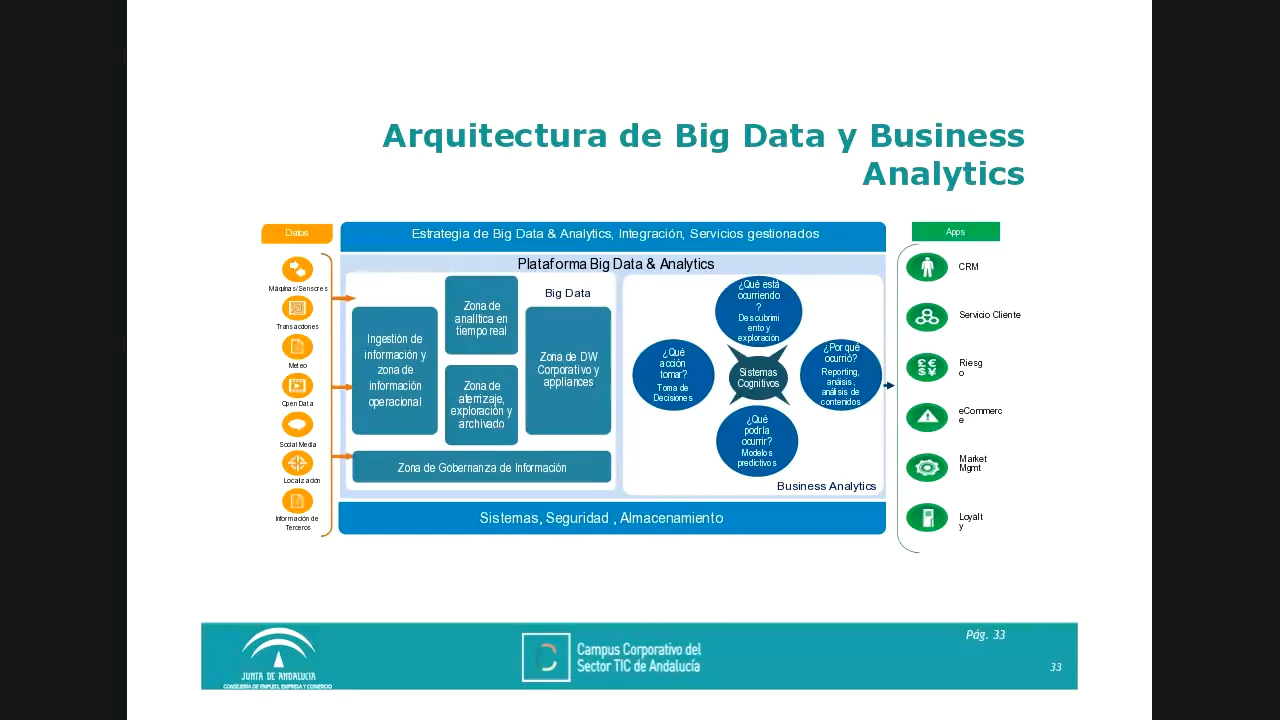 Arquitectura de Big Data y Business
Analytics
Datos
Máquinas/Sensores
Transacciones
Meteo
Open Data
Social Media
Localización
Información de
Terceros
Estrategia de Big Data & Analytics, Integración, Servicios gestionados
Plataforma Big Data & Analytics
Big Data
Ingestión de
información y
zona de
información
operacional
Zona de
analítica en
tiempo real
Zona de
aterrizaje,
exploración y
archivado
Zona de DW
Corporativo y
appliances
Zona de Gobernanza de Información
¿Qué está
ocurriendo
?
Descubrimi
ento y
exploración
¿Qué
acción
tomar?
Toma de
Decisiones
Sistemas
Cognitivos
¿Por qué
ocurrió?
Reporting,
análisis,
análisis de
contenidos
¿Qué
podría
ocurrir?
Modelos
predictivos
Business Analytics
Sistemas, Seguridad , Almacenamiento
Apps
CRM
Servicio Cliente
Riesg
o
eCommerc
e
Market
Mgmt
Loyalt
y
JUNTA DE ANDALUCIA
CONSEJERÍA DE EMPLEO, EMPRESA Y COMERCIO
Campus Corporativo del
Sector TIC de Andalucía
Pág. 33
33